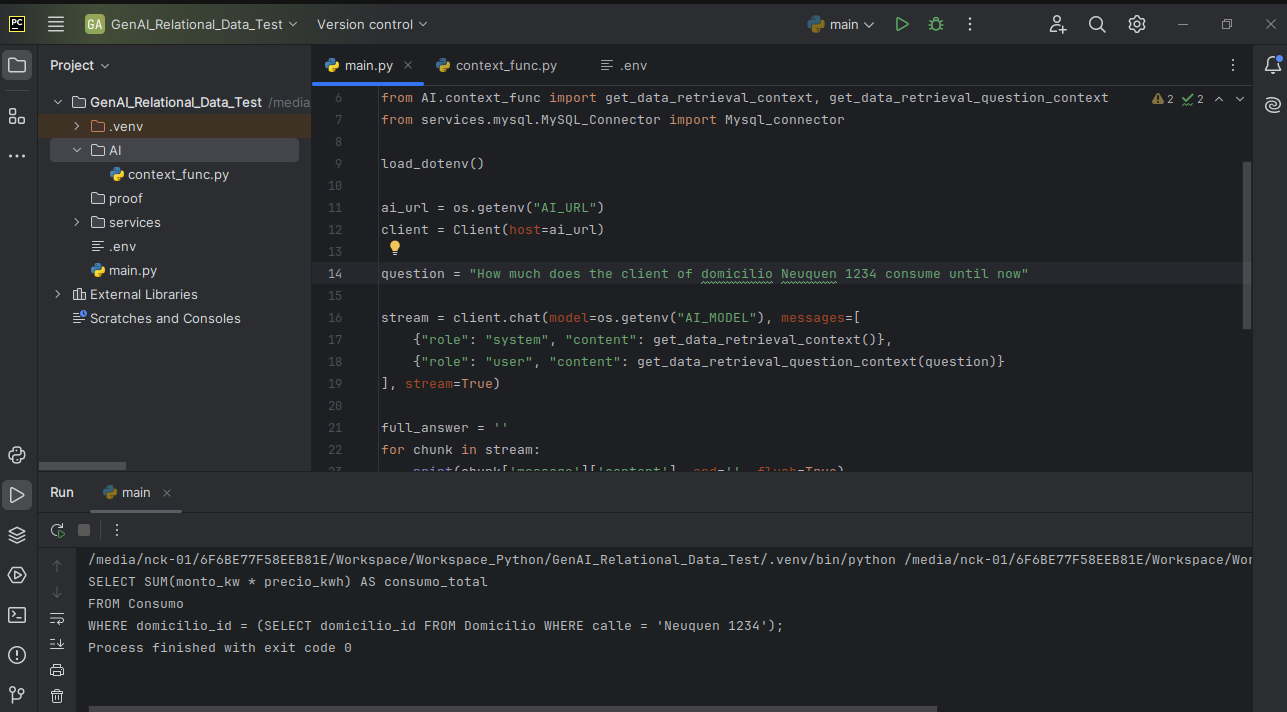 PC
GA GenAI_Relational_Data_Test Version control main
Project
main.py context_func.py .env
GenAI_Relational_Data_Test /media
.venv
AI
context_func.py
proof
services
.env
main.py
External Libraries
Scratches and Consoles
2 2
6 from AI.context_func import get_data_retrieval_context, get_data_retrieval_question_context
7 from services.mysql.MySQL_Connector import Mysql_connector
8
9 load_dotenv()
10
11 ai_url = os.getenv("AI_URL")
12 client = Client(host=ai_url)
13
14 question = "How much does the client of domicilio Neuquen 1234 consume until now"
15
16 stream = client.chat(model=os.getenv("AI_MODEL"), messages=[
17 {"role": "system", "content": get_data_retrieval_context()},
18 {"role": "user", "content": get_data_retrieval_question_context(question)}
19 ], stream=True)
20
21 full_answer = ''
22 for chunk in stream:
23 print(chunk['message']['content'], end='', flush=True)
Run main
/media/nck-01/6F6BE77F58EEB81E/Workspace/Workspace_Python/GenAI_Relational_Data_Test/.venv/bin/python /media/nck-01/6F6BE77F58EEB81E/Workspace/Wor
SELECT SUM(monto_kw * precio_kwh) AS consumo_total
FROM Consumo
WHERE domicilio_id = (SELECT domicilio_id FROM Domicilio WHERE calle = 'Neuquen 1234');
Process finished with exit code 0